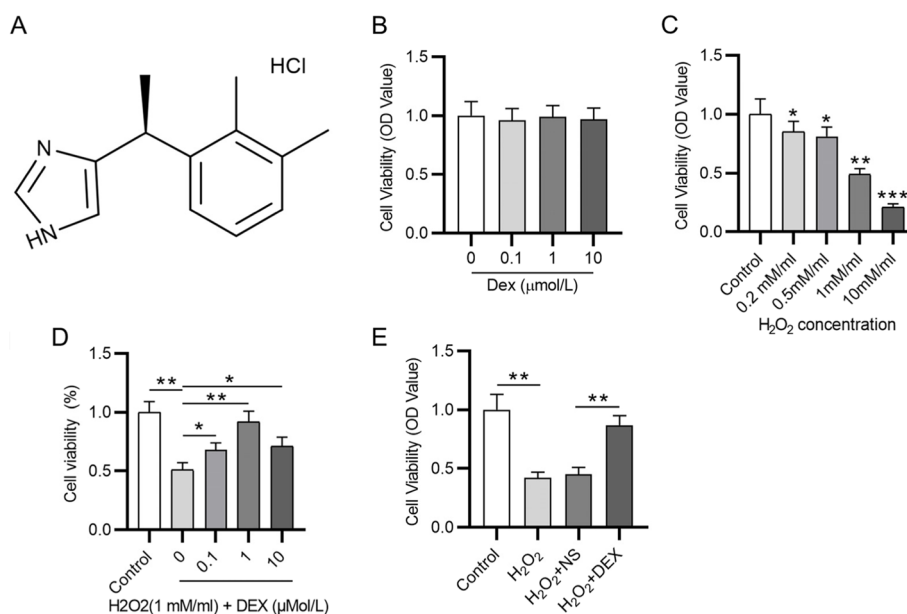 A
HCl
N
HN
B
Cell Viability (OD Value)
1.5
1.0
0.5
0.0
0 0.1 1 10
Dex (μmol/L)
C
Cell Viability (OD Value)
1.5
1.0
0.5
0.0
* * ** ***
Control 0.2 mM/ml 0.5mM/ml 1mM/ml 10mM/ml
H₂O₂ concentration
D
Cell viability (%)
1.5
1.0
0.5
0.0
** *
**
*
Control 0 0.1 1 10
H2O2(1 mM/ml) + DEX (μMol/L)
E
Cell Viability (OD Value)
1.5
1.0
0.5
0.0
** **
Control H₂O₂ H₂O₂+NS H₂O₂+DEX